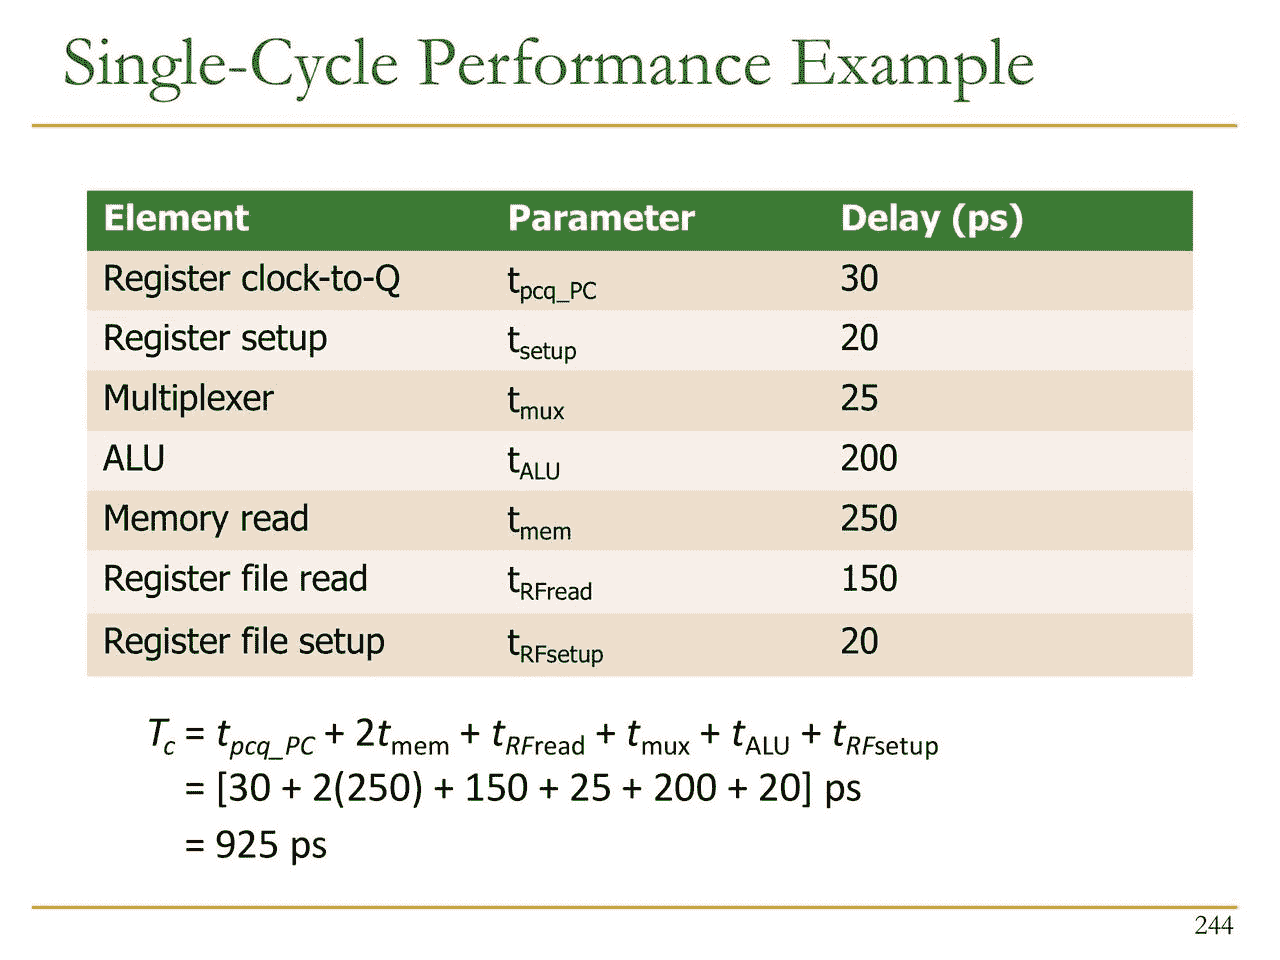 Single-Cycle Performance Example
Element Parameter Delay (ps)
Register clock-to-Q tpcq_PC 30
Register setup tsetup 20
Multiplexer tmux 25
ALU tALU 200
Memory read tmem 250
Register file read tRFread 150
Register file setup tRFsetup 20
Tc = tpcq_PC + 2tmem + tRFread + tmux + tALU + tRFsetup
= [30 + 2(250) + 150 + 25 + 200 + 20] ps
= 925 ps
244